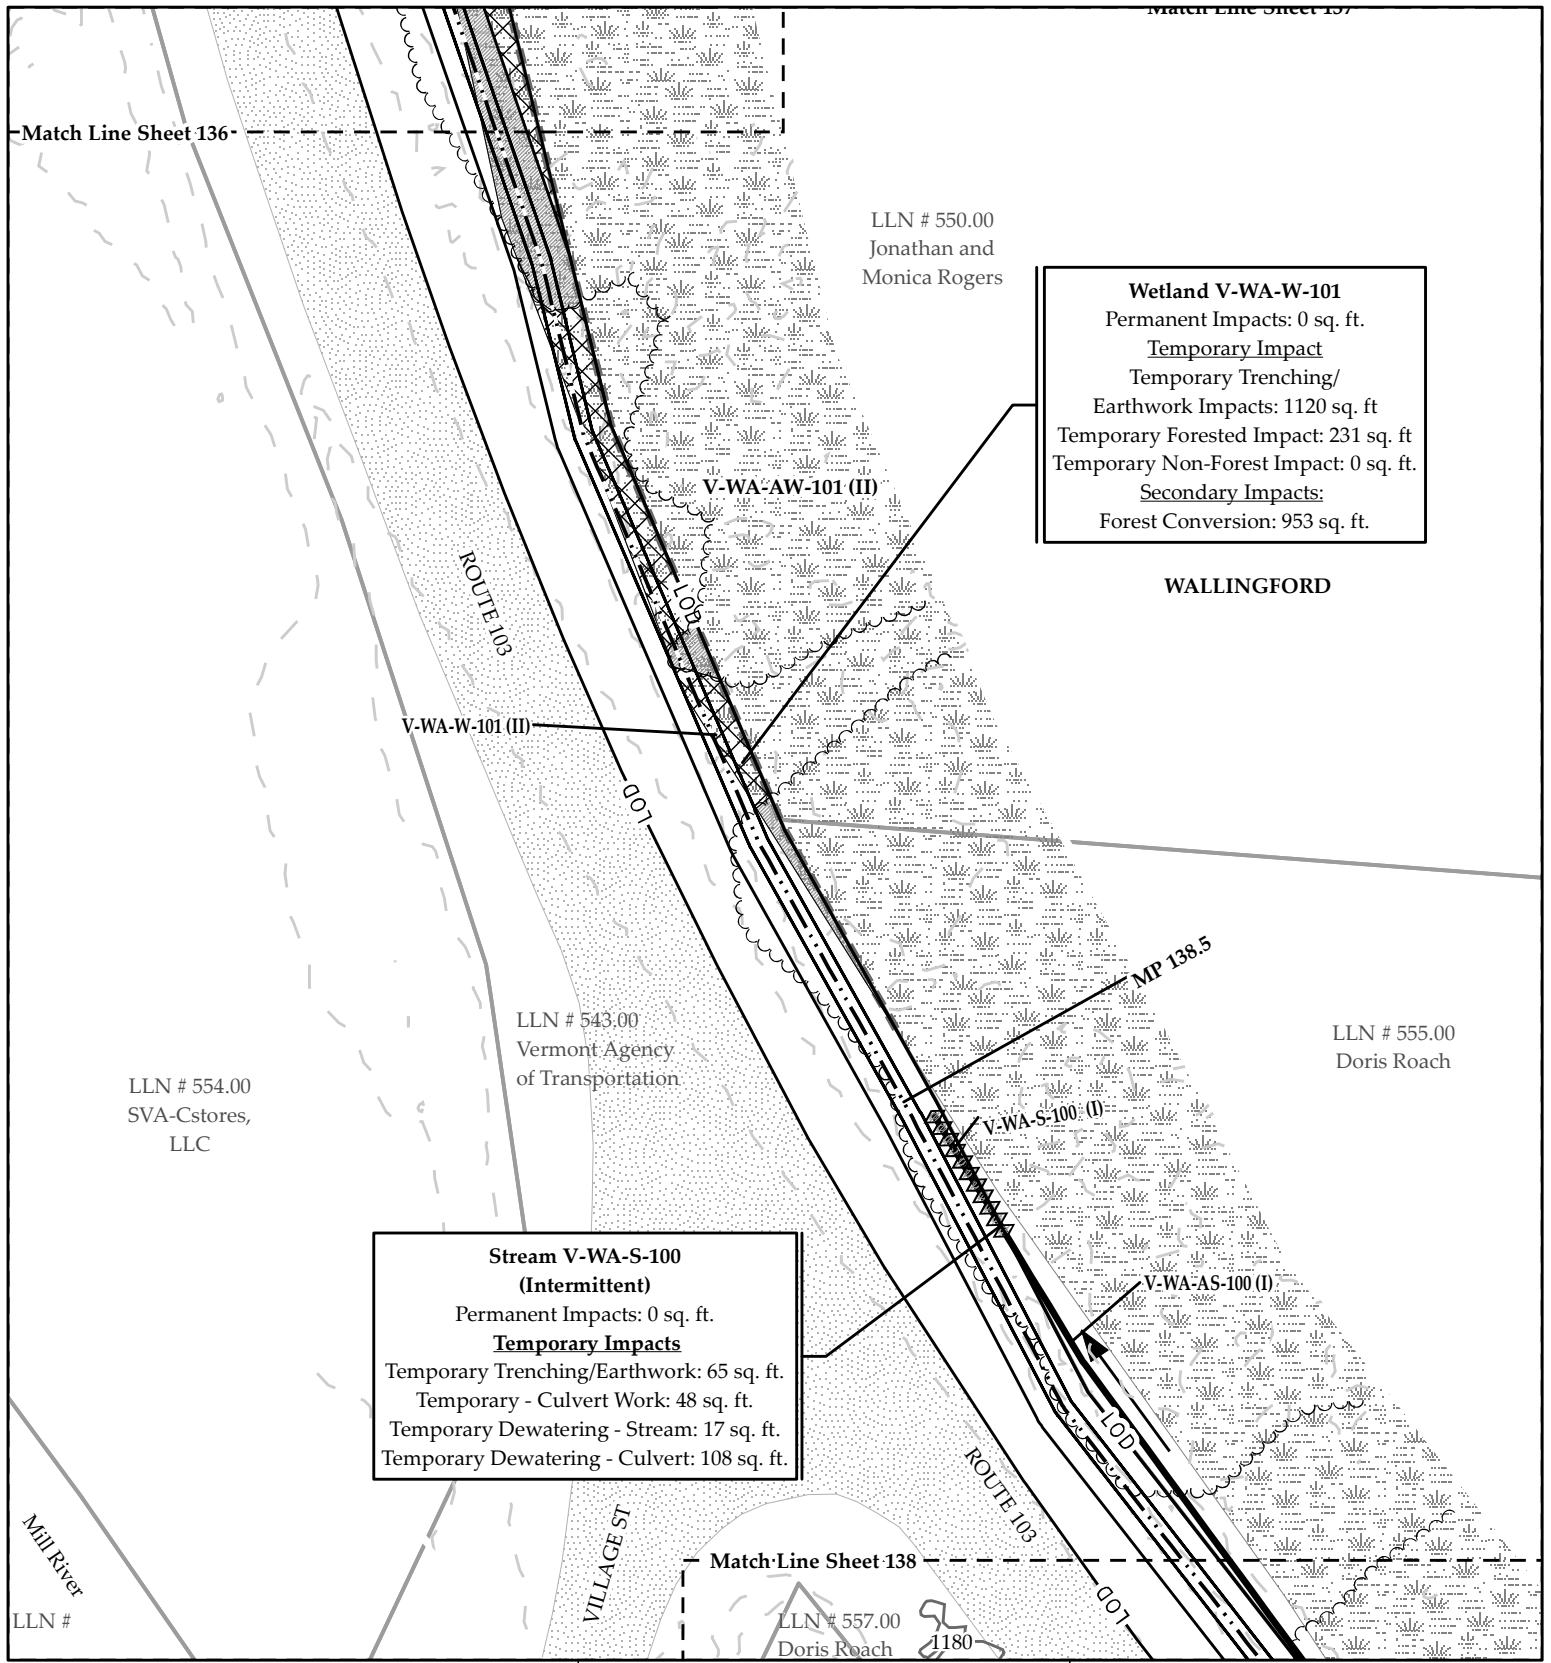 Match Line Sheet 137
Match Line Sheet 136
LLN # 550.00
Jonathan and
Monica Rogers
Wetland V-WA-W-101
Permanent Impacts: 0 sq. ft.
Temporary Impact
Temporary Trenching/
Earthwork Impacts: 1120 sq. ft
Temporary Forested Impact: 231 sq. ft
Temporary Non-Forest Impact: 0 sq. ft.
Secondary Impacts:
Forest Conversion: 953 sq. ft.
V-WA-AW-101 (II)
WALLINGFORD
ROUTE 103
LOD
V-WA-W-101 (II)
LOD
MP 138.5
LLN # 543.00
Vermont Agency
of Transportation
LLN # 555.00
Doris Roach
LLN # 554.00
SVA-Cstores,
LLC
V-WA-S-100 (I)
Stream V-WA-S-100
(Intermittent)
Permanent Impacts: 0 sq. ft.
Temporary Impacts
Temporary Trenching/Earthwork: 65 sq. ft.
Temporary - Culvert Work: 48 sq. ft.
Temporary Dewatering - Stream: 17 sq. ft.
Temporary Dewatering - Culvert: 108 sq. ft.
V-WA-AS-100 (I)
LOD
ROUTE 103
Mill River
VILLAGE ST
Match Line Sheet 138
LOD
LLN #
LLN # 557.00
Doris Roach
1180